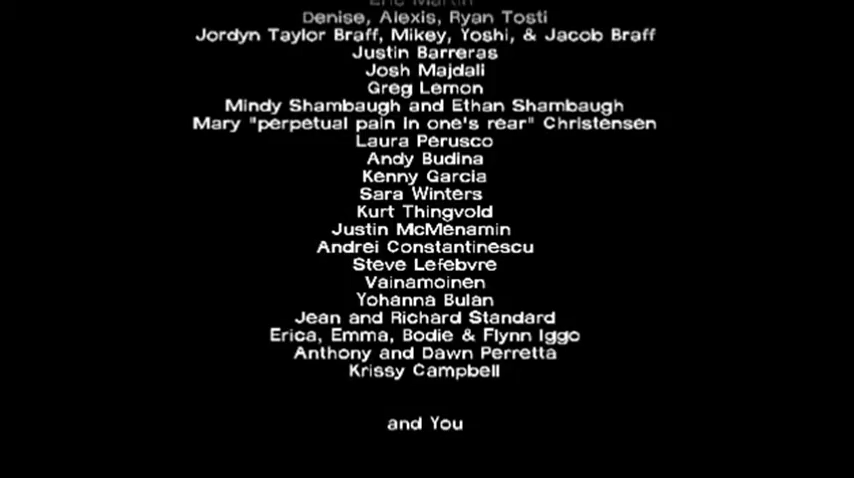 Eric Martin
Denise, Alexis, Ryan Tosti
Jordyn Taylor Braff, Mikey, Yoshi, & Jacob Braff
Justin Barreras
Josh Majdali
Greg Lemon
Mindy Shambaugh and Ethan Shambaugh
Mary "perpetual pain in one's rear" Christensen
Laura Perusco
Andy Budina
Kenny Garcia
Sara Winters
Kurt Thingvold
Justin McMenamin
Andrei Constantinescu
Steve Lefebvre
Vainamoinen
Yohanna Bulan
Jean and Richard Standard
Erica, Emma, Bodie & Flynn Iggo
Anthony and Dawn Perretta
Krissy Campbell
and You